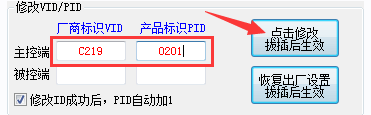 修改VID/PID
厂商标识VID 产品标识PID
主控端 C219 0201
被控端
修改ID成功后，PID自动加1
点击修改
拔插后生效
恢复出厂设置
拔插后生效